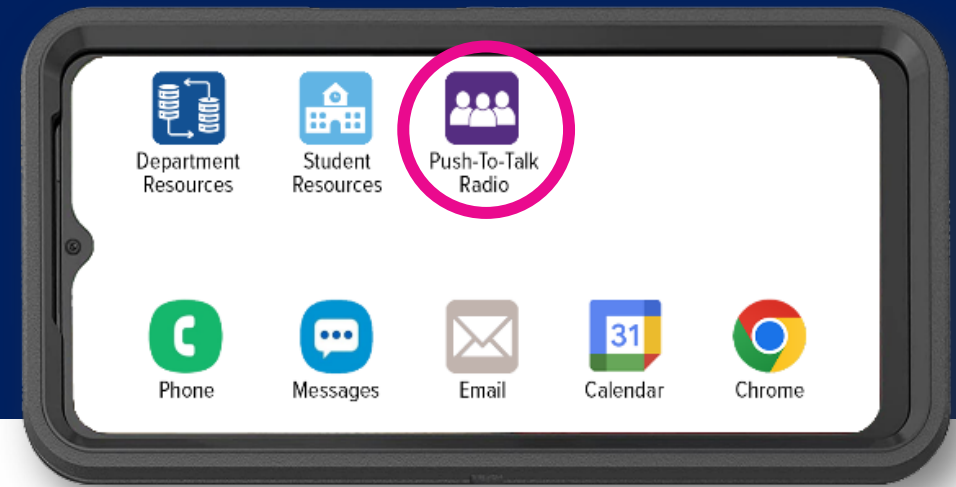 Department
Resources
Student
Resources
Push-To-Talk
Radio
31
Phone
Messages
Email
Calendar
Chrome